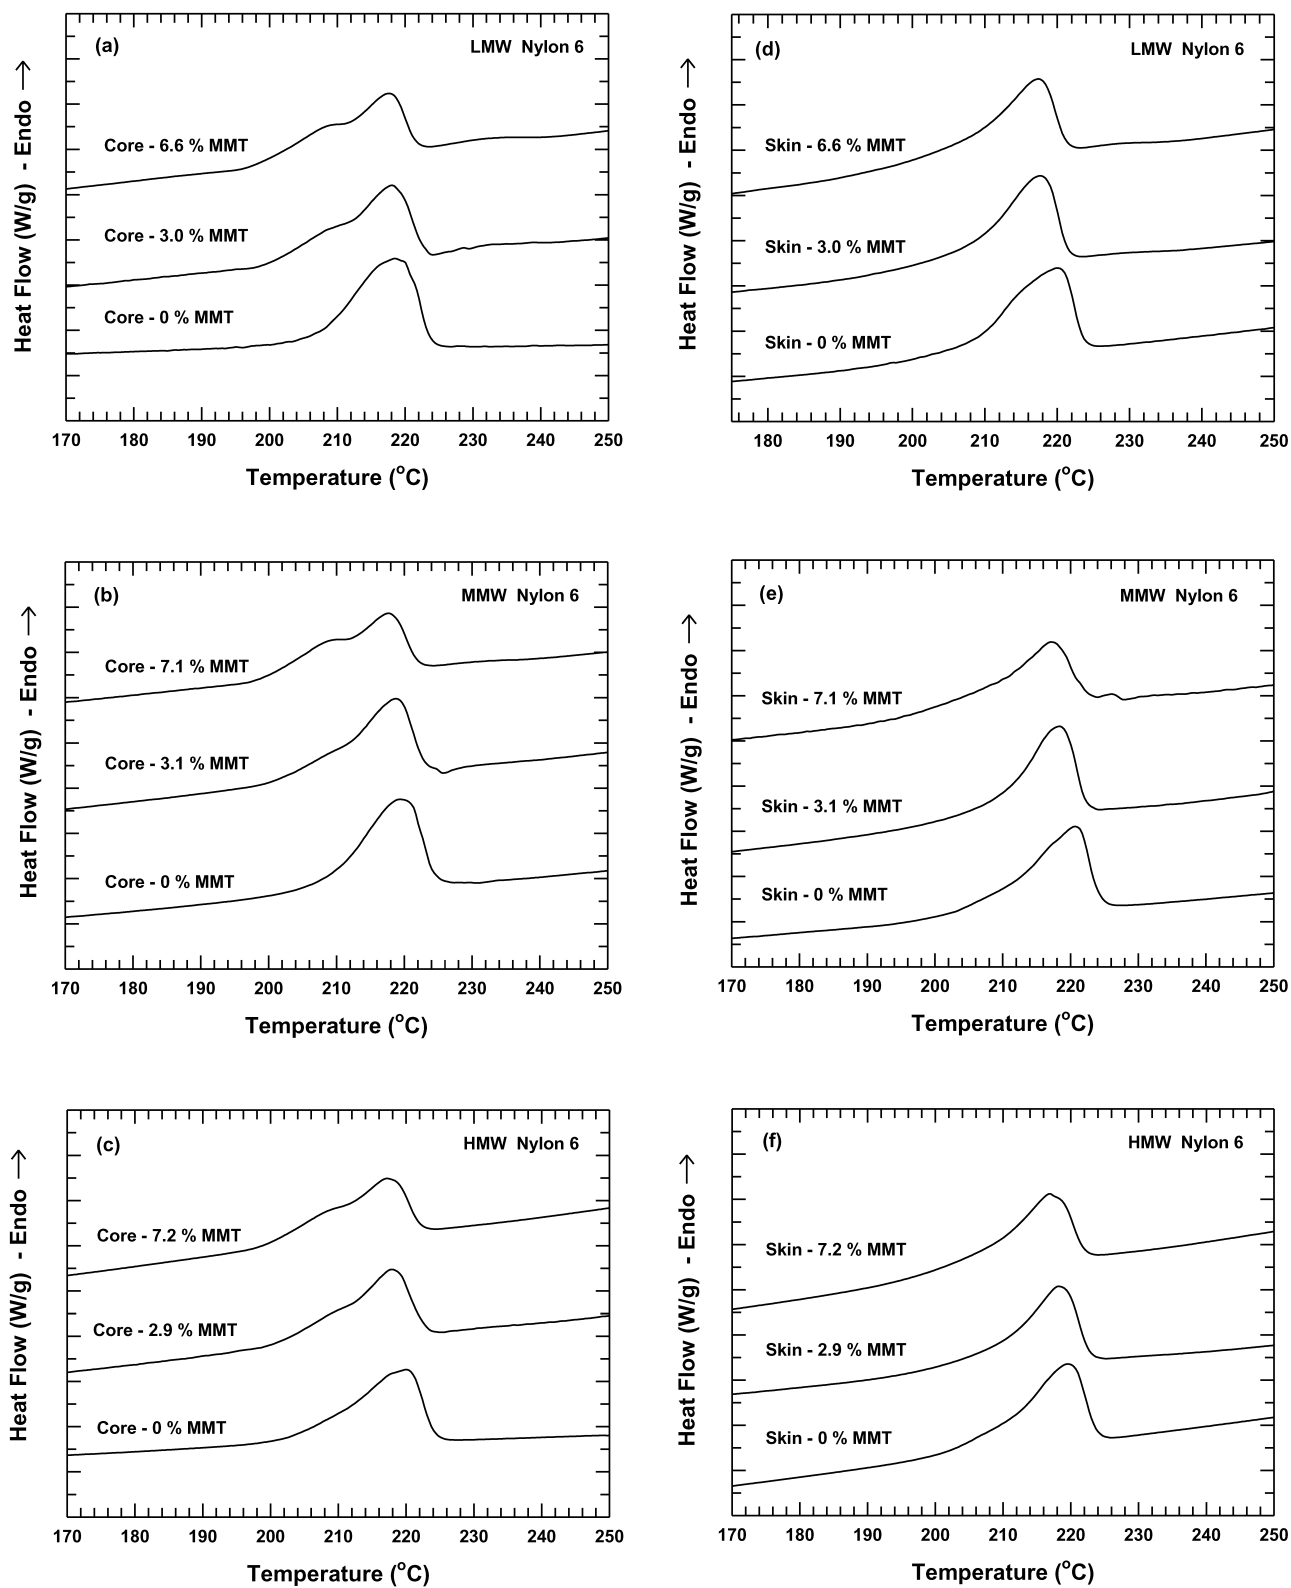 (a)
LMW Nylon 6
Core - 6.6 % MMT
Core - 3.0 % MMT
Core - 0 % MMT
Heat Flow (W/g) - Endo →
170 180 190 200 210 220 230 240 250
Temperature (°C)
(d)
LMW Nylon 6
Skin - 6.6 % MMT
Skin - 3.0 % MMT
Skin - 0 % MMT
Heat Flow (W/g) - Endo →
180 190 200 210 220 230 240 250
Temperature (°C)
(b)
MMW Nylon 6
Core - 7.1 % MMT
Core - 3.1 % MMT
Core - 0 % MMT
Heat Flow (W/g) - Endo →
170 180 190 200 210 220 230 240 250
Temperature (°C)
(e)
MMW Nylon 6
Skin - 7.1 % MMT
Skin - 3.1 % MMT
Skin - 0 % MMT
Heat Flow (W/g) - Endo →
170 180 190 200 210 220 230 240 250
Temperature (°C)
(c)
HMW Nylon 6
Core - 7.2 % MMT
Core - 2.9 % MMT
Core - 0 % MMT
Heat Flow (W/g) - Endo →
170 180 190 200 210 220 230 240 250
Temperature (°C)
(f)
HMW Nylon 6
Skin - 7.2 % MMT
Skin - 2.9 % MMT
Skin - 0 % MMT
Heat Flow (W/g) - Endo →
170 180 190 200 210 220 230 240 250
Temperature (°C)